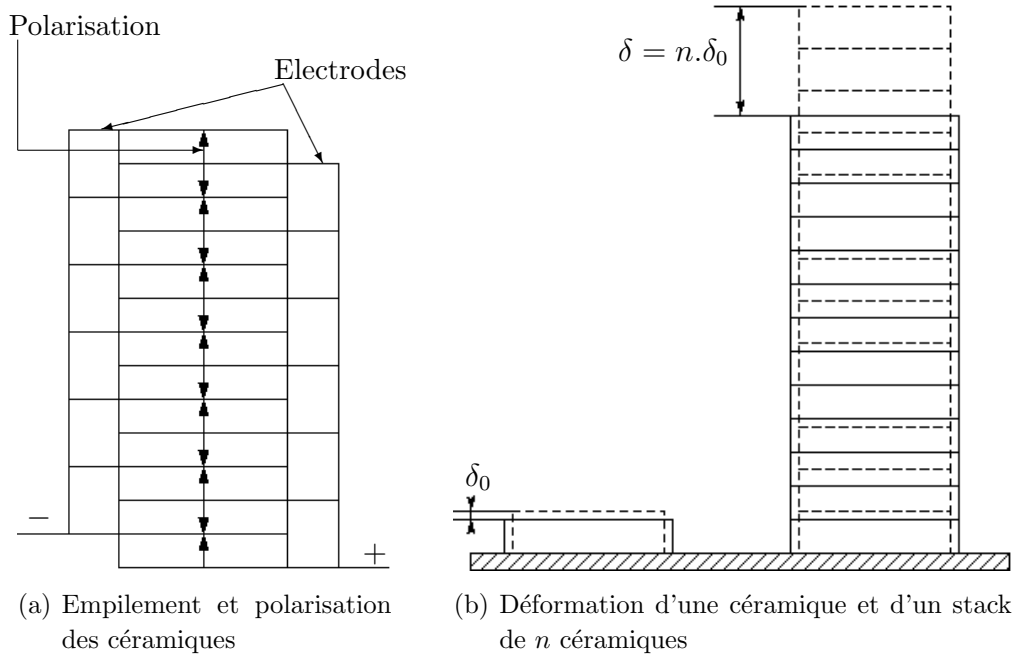 Polarisation
Electrodes
−
+
(a) Empilement et polarisation
des céramiques
δ = n.δ₀
δ₀
(b) Déformation d'une céramique et d'un stack
de n céramiques